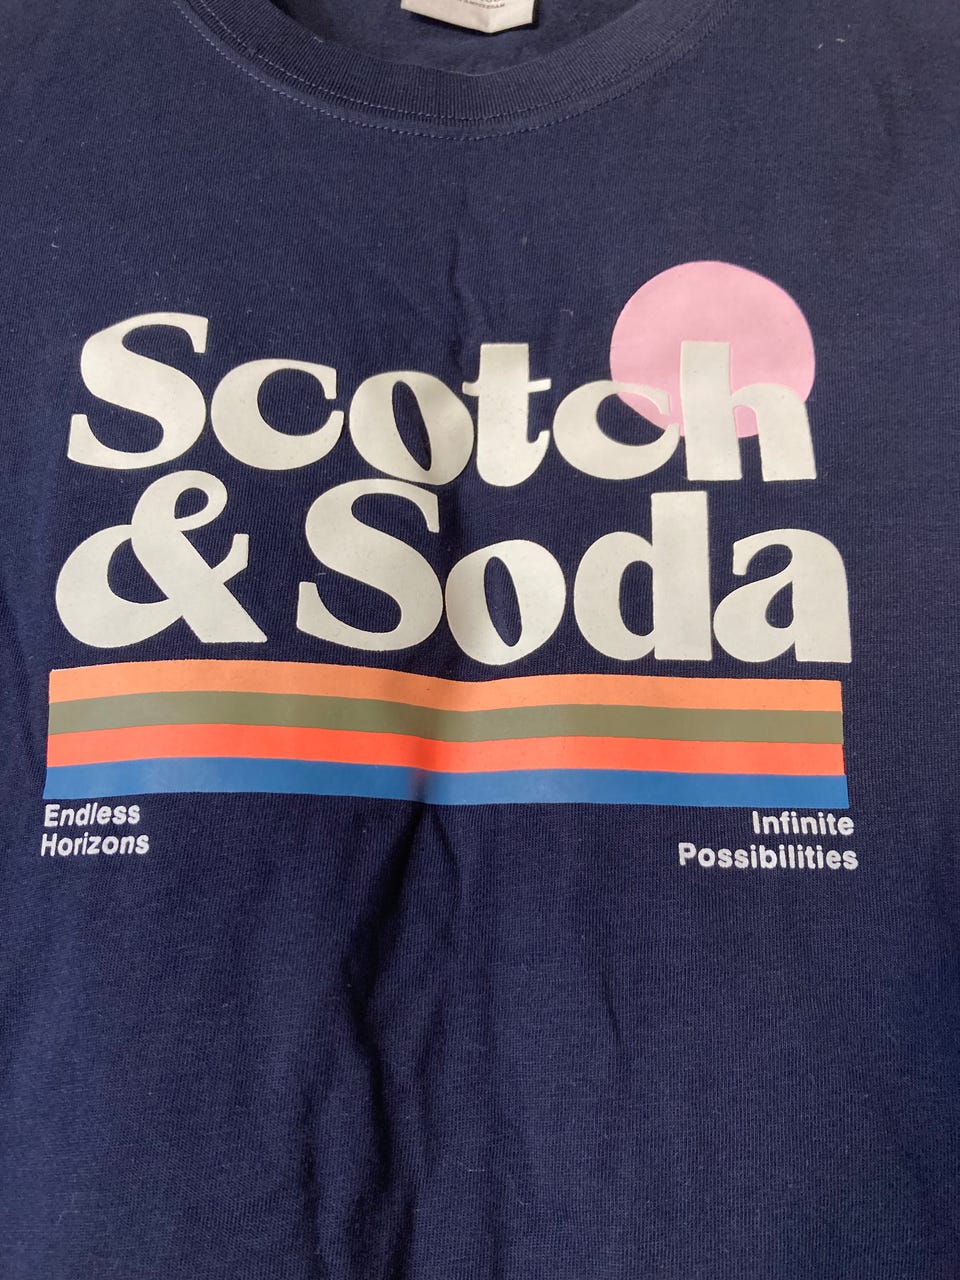 Scotch
& Soda
Endless
Horizons
Infinite
Possibilities